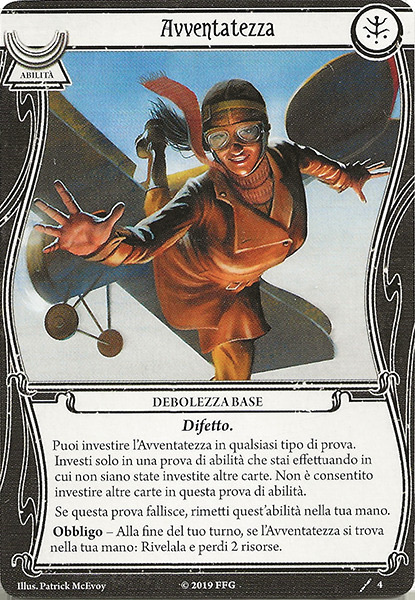 Avventatezza
ABILITÀ
DEBOLEZZA BASE
Difetto.
Puoi investire l'Avventatezza in qualsiasi tipo di prova.
Investi solo in una prova di abilità che stai effettuando in
cui non siano state investite altre carte. Non è consentito
investire altre carte in questa prova di abilità.
Se questa prova fallisce, rimetti quest'abilità nella tua mano.
Obbligo – Alla fine del tuo turno, se l'Avventatezza si trova
nella tua mano: Rivelala e perdi 2 risorse.
Illus. Patrick McEvoy © 2019 FFG 4